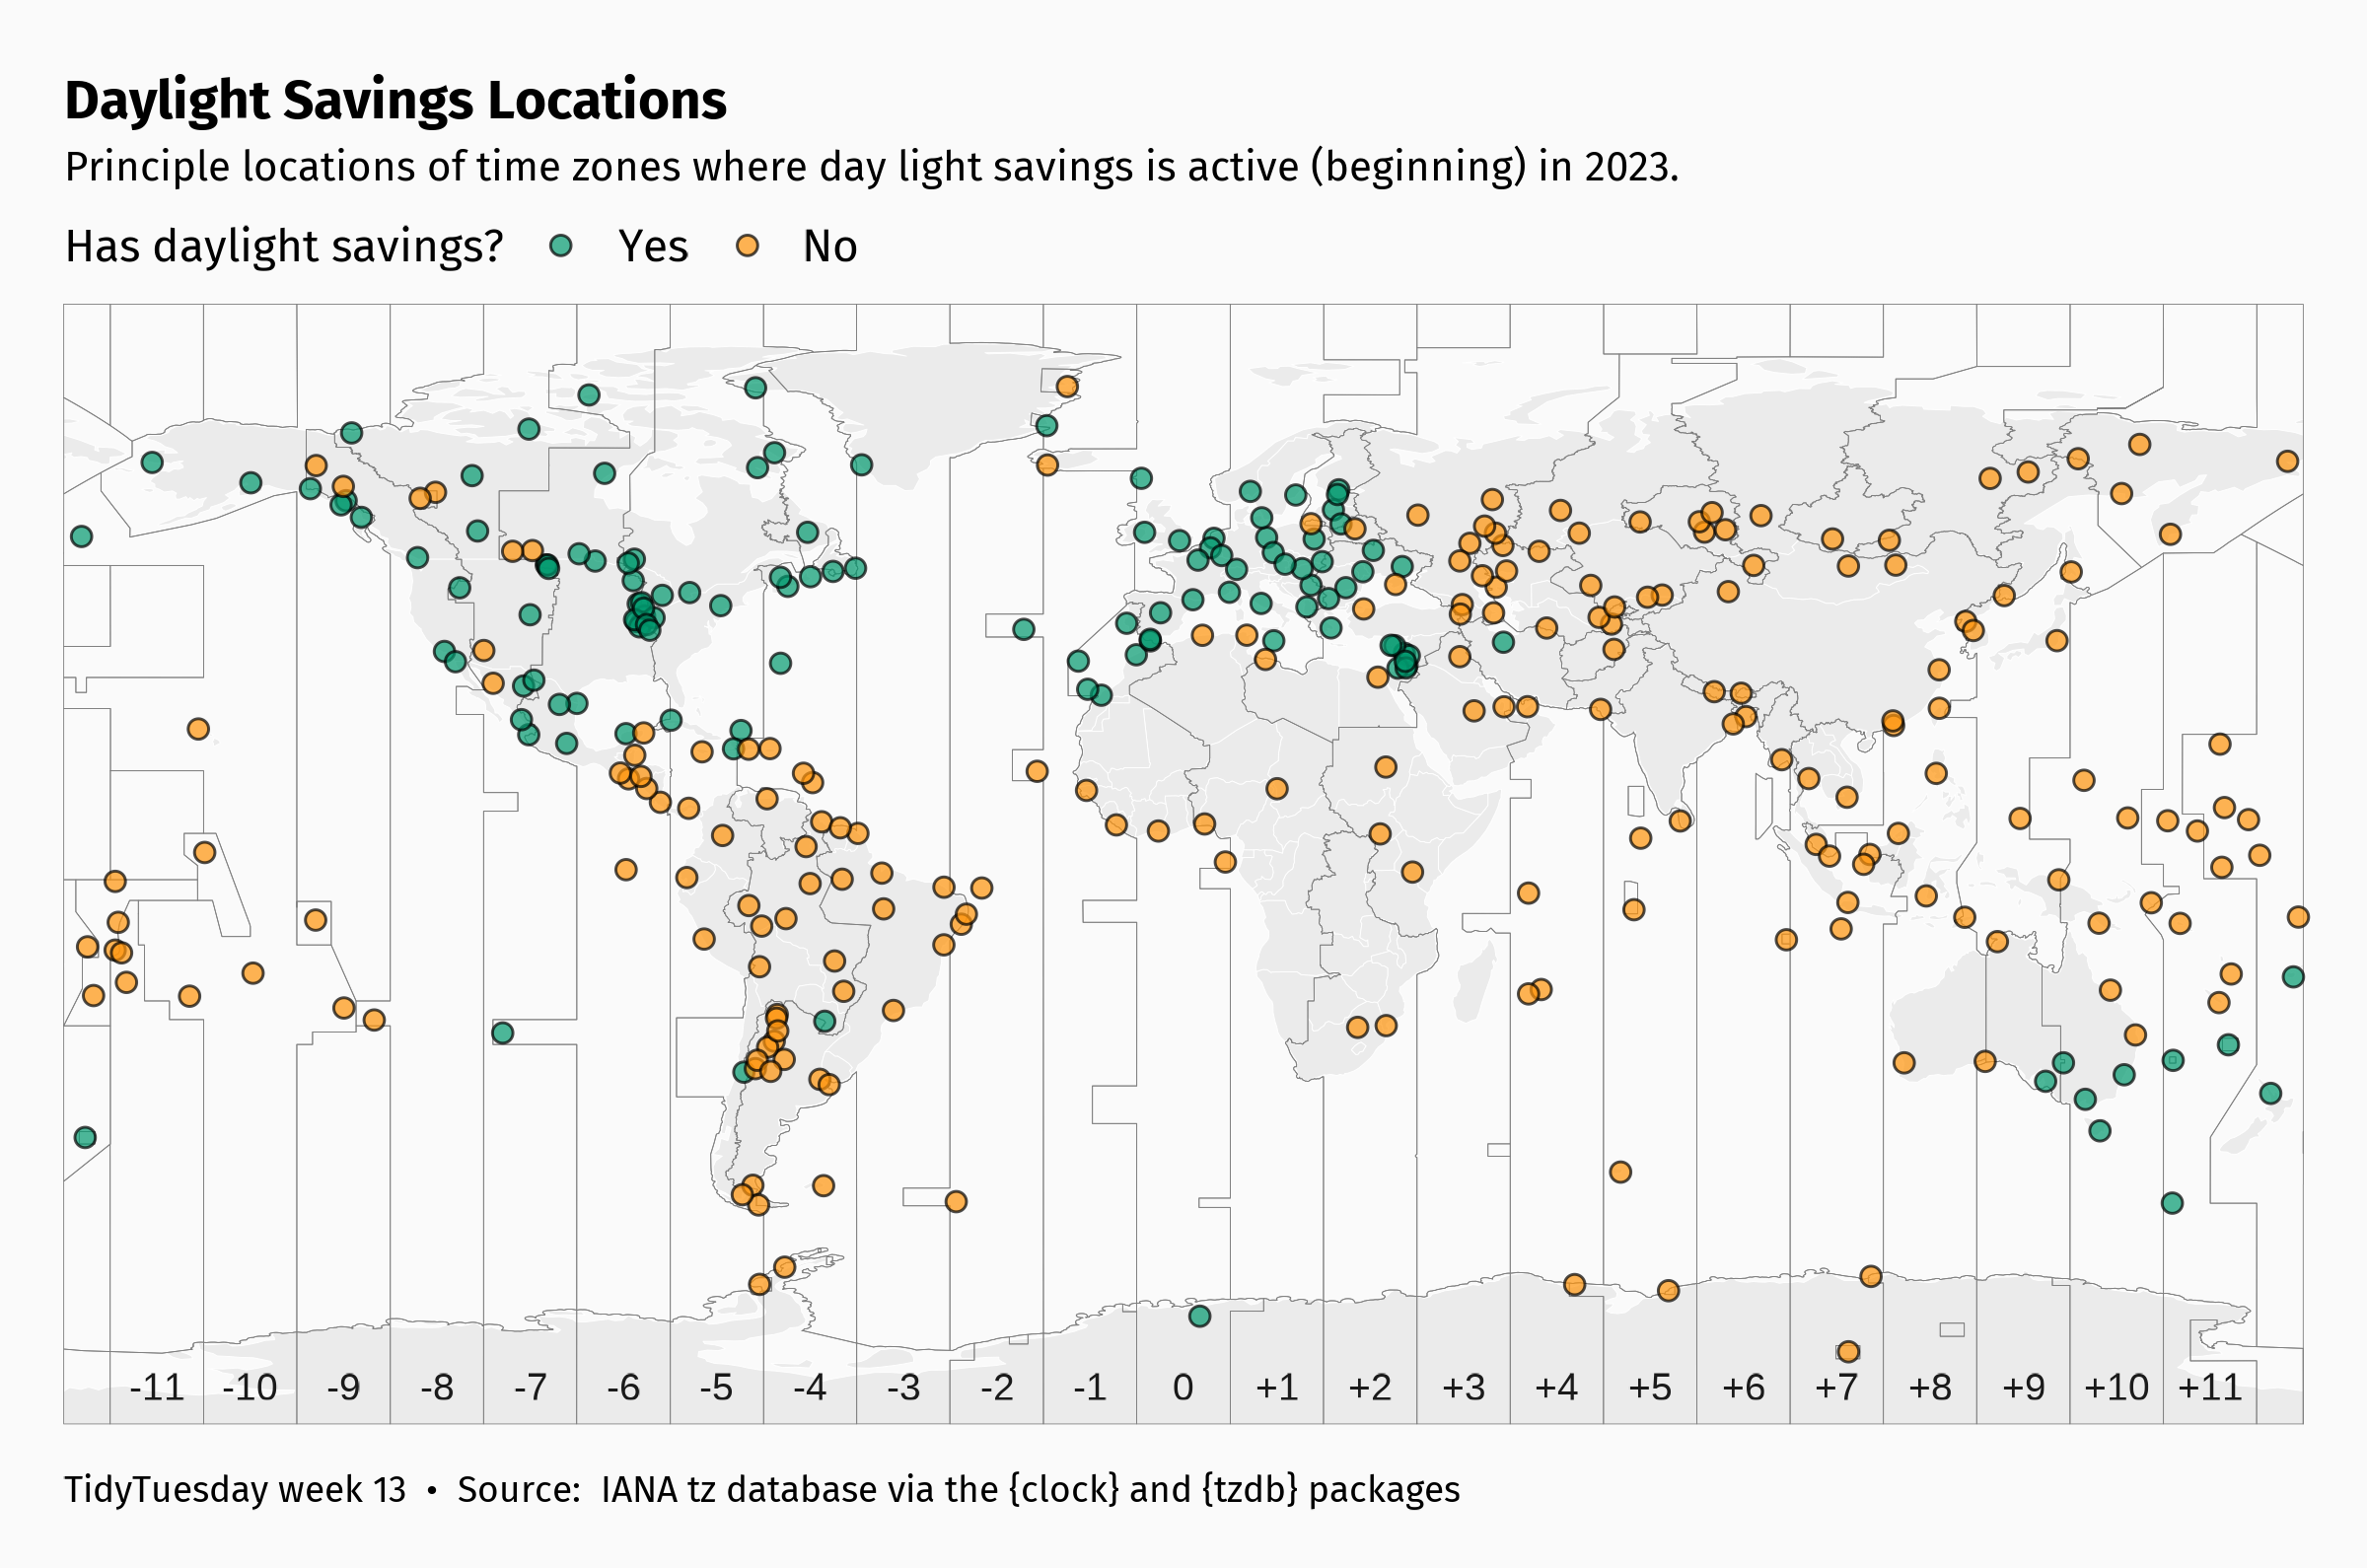 Daylight Savings Locations
Principle locations of time zones where day light savings is active (beginning) in 2023.
Has daylight savings? Yes No
-11 -10 -9 -8 -7 -6 -5 -4 -3 -2 -1 0 +1 +2 +3 +4 +5 +6 +7 +8 +9 +10 +11
TidyTuesday week 13 • Source: IANA tz database via the {clock} and {tzdb} packages